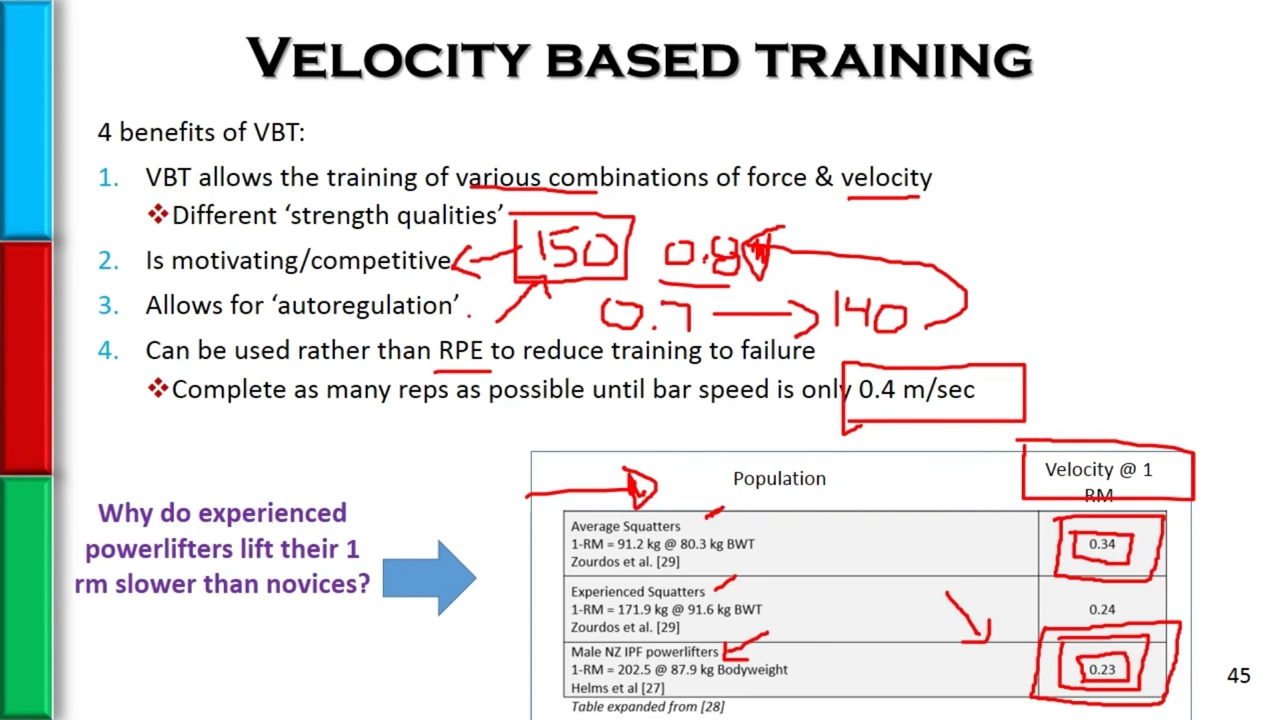 VELOCITY BASED TRAINING
4 benefits of VBT:
1. VBT allows the training of various combinations of force & velocity
❖Different ‘strength qualities’
150 0.8
2. Is motivating/competitive
3. Allows for ‘autoregulation’
0.7 140
4. Can be used rather than RPE to reduce training to failure
❖Complete as many reps as possible until bar speed is only 0.4 m/sec
Why do experienced
powerlifters lift their 1
rm slower than novices?
Population Velocity @ 1
RM
Average Squatters
1-RM = 91.2 kg @ 80.3 kg BWT 0.34
Zourdos et al. [29]
Experienced Squatters
1-RM = 171.9 kg @ 91.6 kg BWT 0.24
Zourdos et al. [29]
Male NZ IPF powerlifters
1-RM = 202.5 @ 87.9 kg Bodyweight 0.23
Helms et al [27]
Table expanded from [28]
45